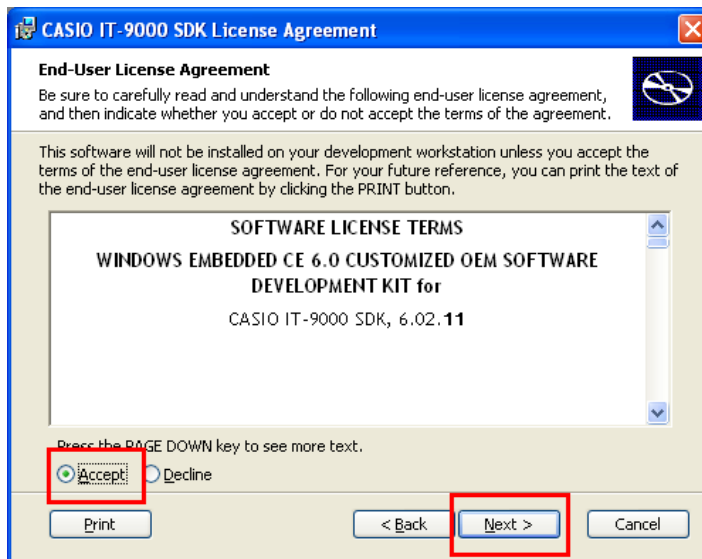 CASIO IT-9000 SDK License Agreement
End-User License Agreement
Be sure to carefully read and understand the following end-user license agreement,
and then indicate whether you accept or do not accept the terms of the agreement.
This software will not be installed on your development workstation unless you accept the
terms of the end-user license agreement. For your future reference, you can print the text of
the end-user license agreement by clicking the PRINT button.
SOFTWARE LICENSE TERMS
WINDOWS EMBEDDED CE 6.0 CUSTOMIZED OEM SOFTWARE
DEVELOPMENT KIT for
CASIO IT-9000 SDK, 6.02.11
Press the PAGE DOWN key to see more text.
Accept Decline
Print < Back Next > Cancel